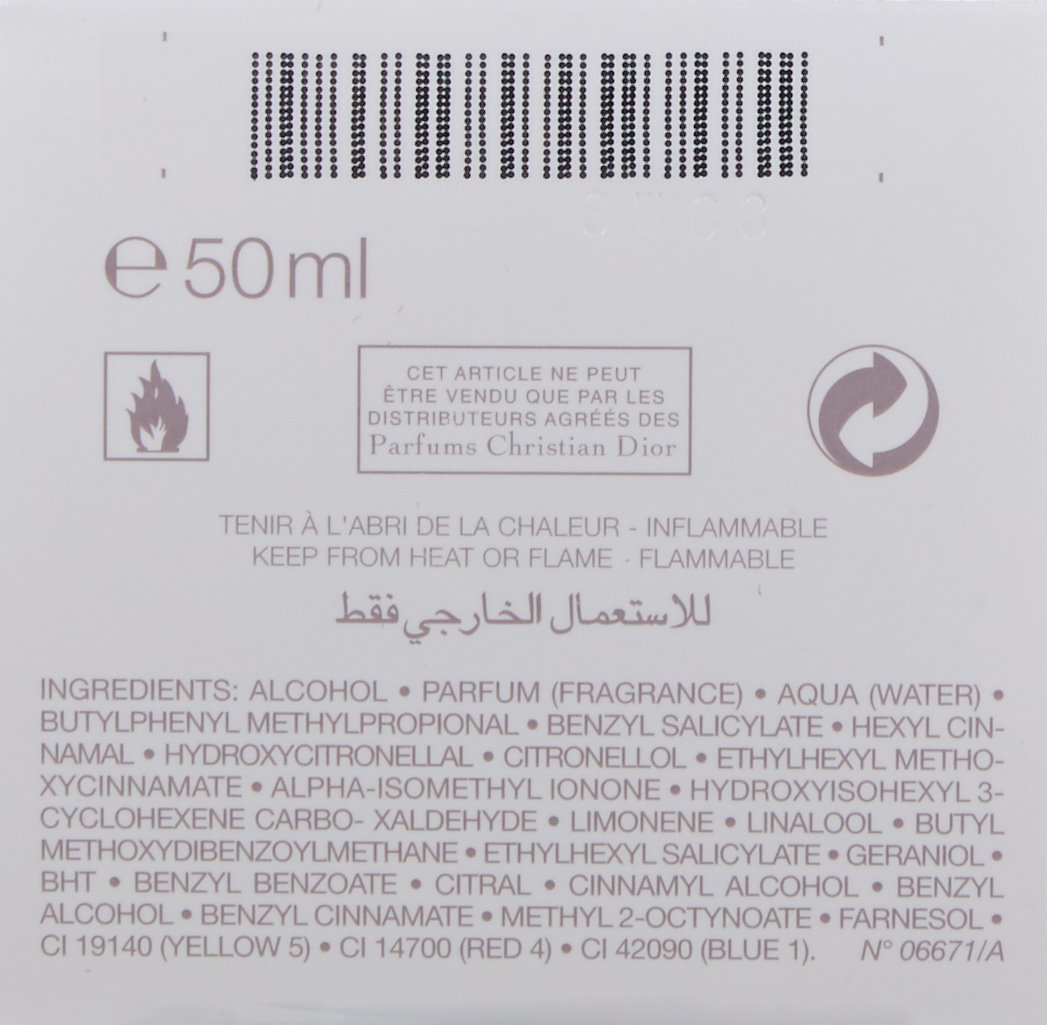 ℮ 50 ml
CET ARTICLE NE PEUT
ÊTRE VENDU QUE PAR LES
DISTRIBUTEURS AGRÉÉS DES
Parfums Christian Dior
TENIR À L'ABRI DE LA CHALEUR - INFLAMMABLE
KEEP FROM HEAT OR FLAME - FLAMMABLE
للاستعمال الخارجي فقط
INGREDIENTS: ALCOHOL • PARFUM (FRAGRANCE) • AQUA (WATER) •
BUTYLPHENYL METHYLPROPIONAL • BENZYL SALICYLATE • HEXYL CIN-
NAMAL • HYDROXYCITRONELLAL • CITRONELLOL • ETHYLHEXYL METHO-
XYCINNAMATE • ALPHA-ISOMETHYL IONONE • HYDROXYISOHEXYL 3-
CYCLOHEXENE CARBO- XALDEHYDE • LIMONENE • LINALOOL • BUTYL
METHOXYDIBENZOYLMETHANE • ETHYLHEXYL SALICYLATE • GERANIOL •
BHT • BENZYL BENZOATE • CITRAL • CINNAMYL ALCOHOL • BENZYL
ALCOHOL • BENZYL CINNAMATE • METHYL 2-OCTYNOATE • FARNESOL •
CI 19140 (YELLOW 5) • CI 14700 (RED 4) • CI 42090 (BLUE 1). N° 06671/A